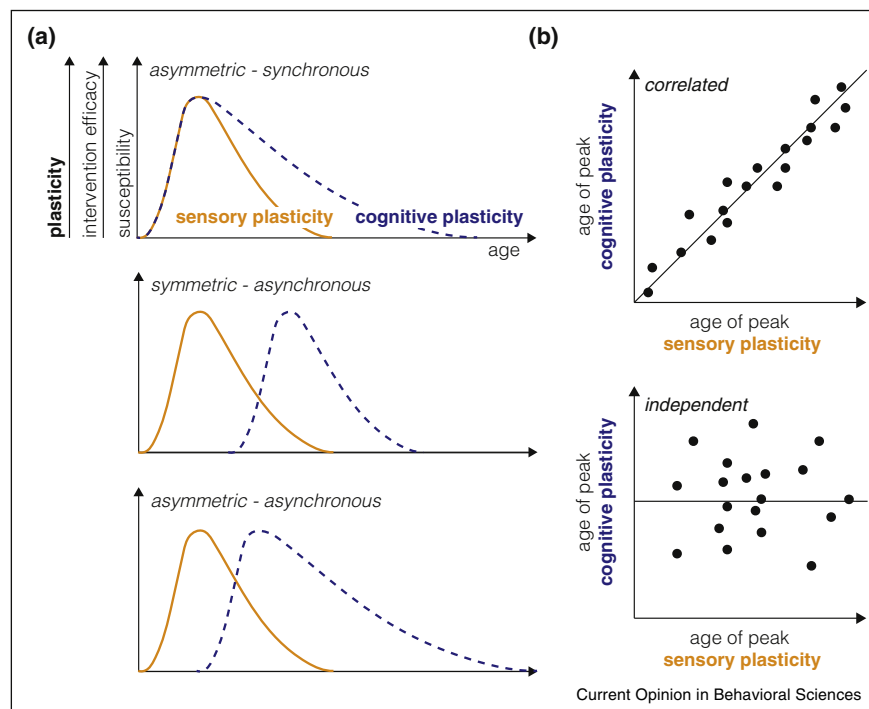 (a)
plasticity
intervention efficacy
susceptibility
asymmetric - synchronous
sensory plasticity
cognitive plasticity
age
symmetric - asynchronous
asymmetric - asynchronous
(b)
correlated
age of peak
cognitive plasticity
age of peak
sensory plasticity
independent
age of peak
cognitive plasticity
age of peak
sensory plasticity
Current Opinion in Behavioral Sciences